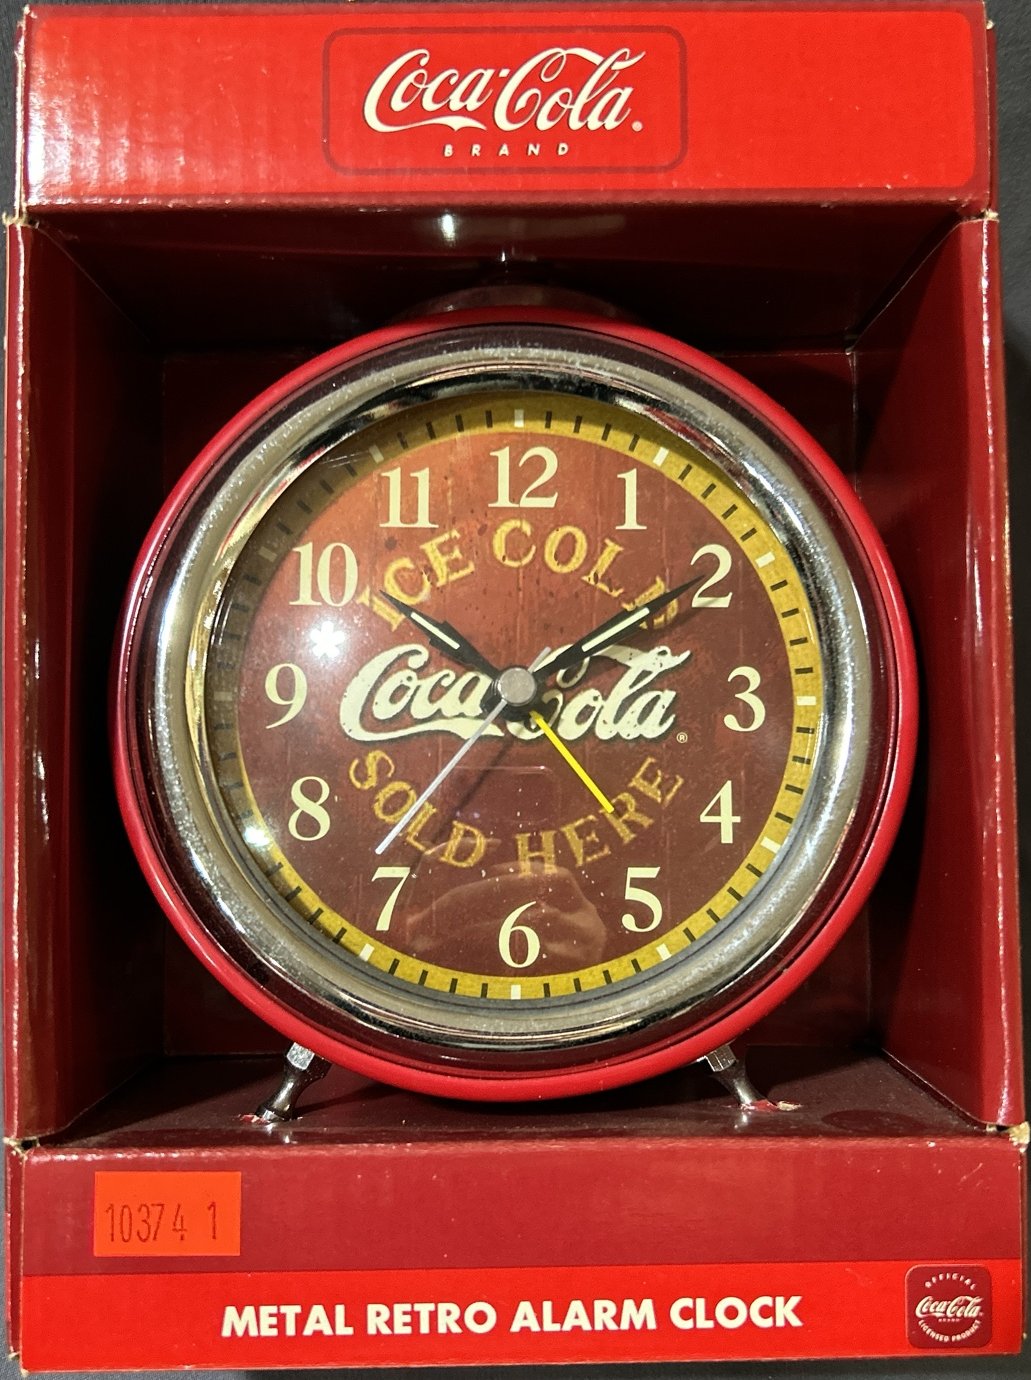 Coca-Cola®
BRAND
12
11 1
10 2
ICE COLD
Coca-Cola®
9 3
SOLD HERE
8 4
7 5
6
10374 1
METAL RETRO ALARM CLOCK
OFFICIAL
Coca-Cola
BRAND
LICENSED PRODUCT